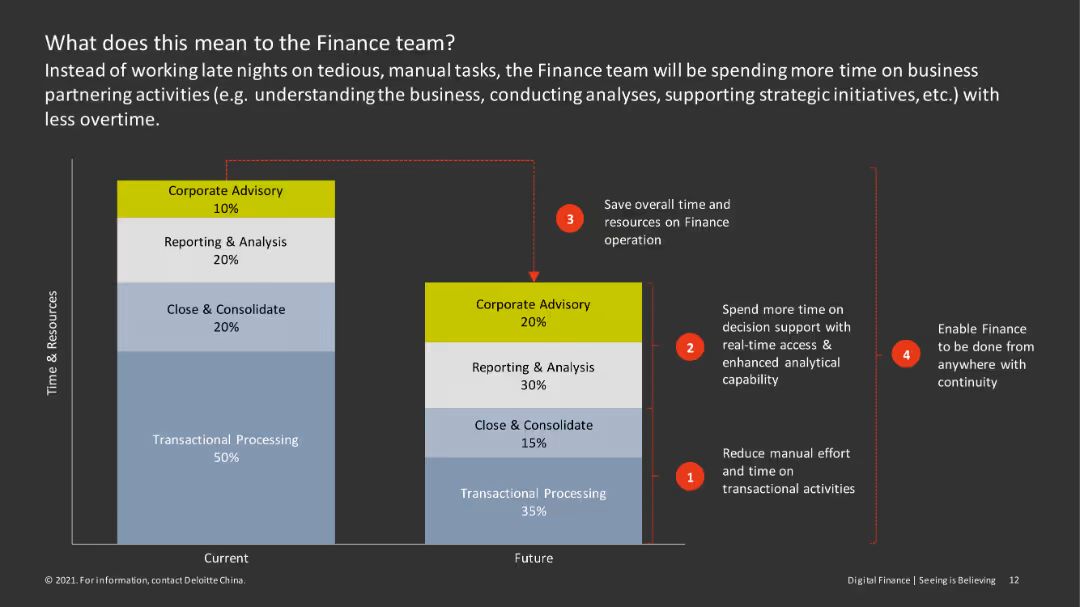 What does this mean to the Finance team?
Instead of working late nights on tedious, manual tasks, the Finance team will be spending more time on business
partnering activities (e.g. understanding the business, conducting analyses, supporting strategic initiatives, etc.) with
less overtime.
Time & Resources
Corporate Advisory
10%
Reporting & Analysis
20%
Close & Consolidate
20%
Transactional Processing
50%
Current
Corporate Advisory
20%
Reporting & Analysis
30%
Close & Consolidate
15%
Transactional Processing
35%
Future
3
Save overall time and
resources on Finance
operation
2
Spend more time on
decision support with
real-time access &
enhanced analytical
capability
1
Reduce manual effort
and time on
transactional activities
4
Enable Finance
to be done from
anywhere with
continuity
© 2021. For information, contact Deloitte China.
Digital Finance | Seeing is Believing 12